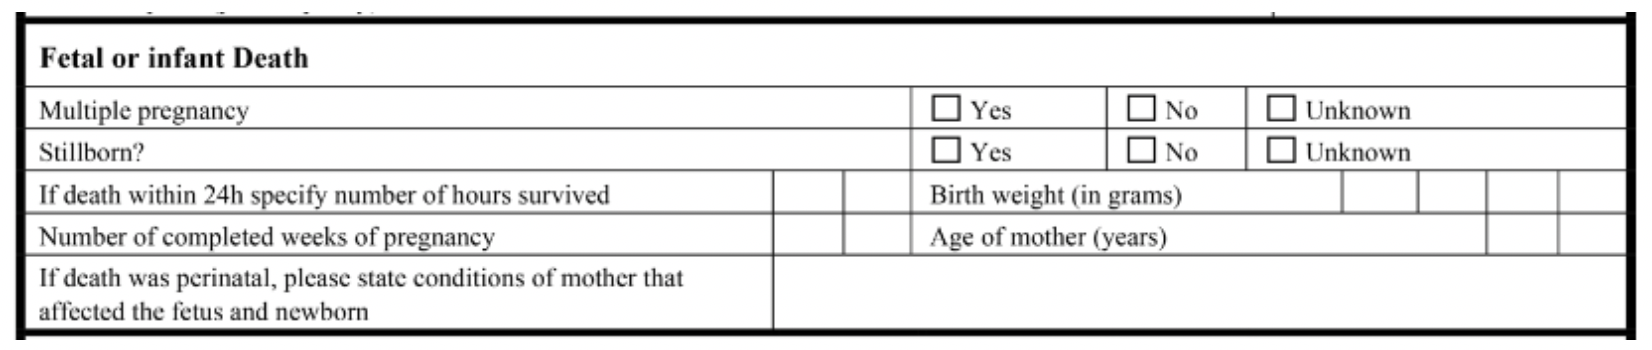 Fetal or infant Death
Multiple pregnancy ☐ Yes ☐ No ☐ Unknown
Stillborn? ☐ Yes ☐ No ☐ Unknown
If death within 24h specify number of hours survived Birth weight (in grams)
Number of completed weeks of pregnancy Age of mother (years)
If death was perinatal, please state conditions of mother that
affected the fetus and newborn